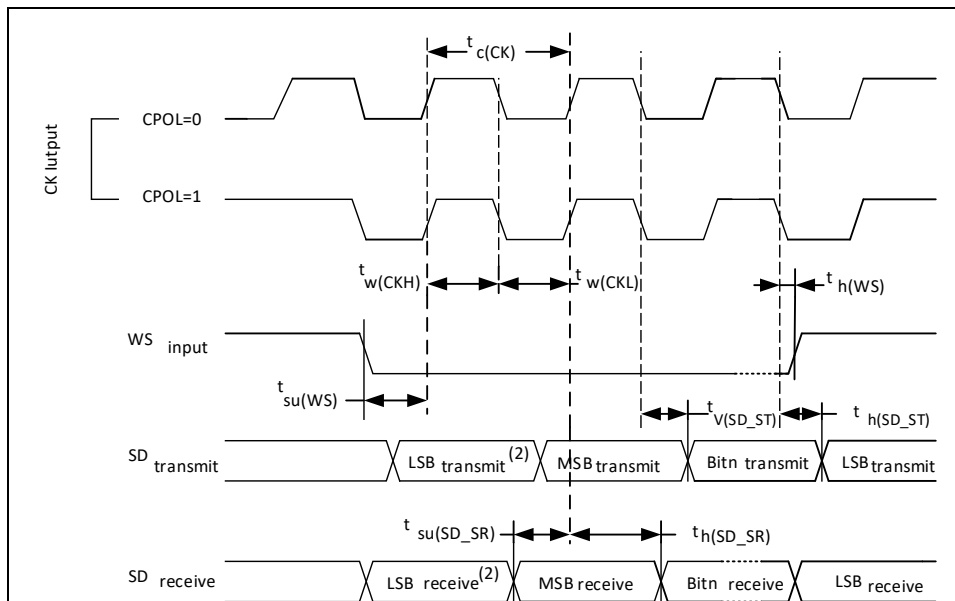 t c(CK)
CK Iutput
CPOL=0
CPOL=1
t w(CKH)
t w(CKL)
t h(WS)
WS input
t su(WS)
t V(SD_ST)
t h(SD_ST)
SD transmit
LSB transmit (2)
MSB transmit
Bitn transmit
LSB transmit
t su(SD_SR)
t h(SD_SR)
SD receive
LSB receive (2)
MSB receive
Bitn receive
LSB receive